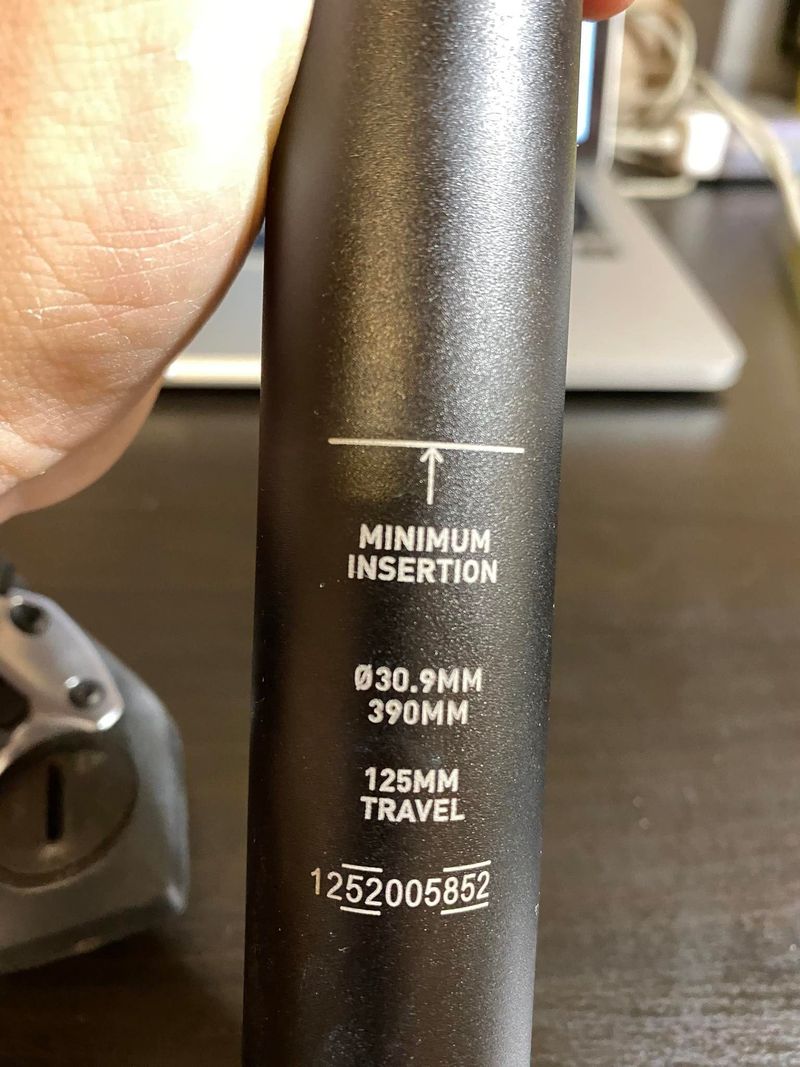 MINIMUM
INSERTION
Ø30.9MM
390MM
125MM
TRAVEL
1252005852